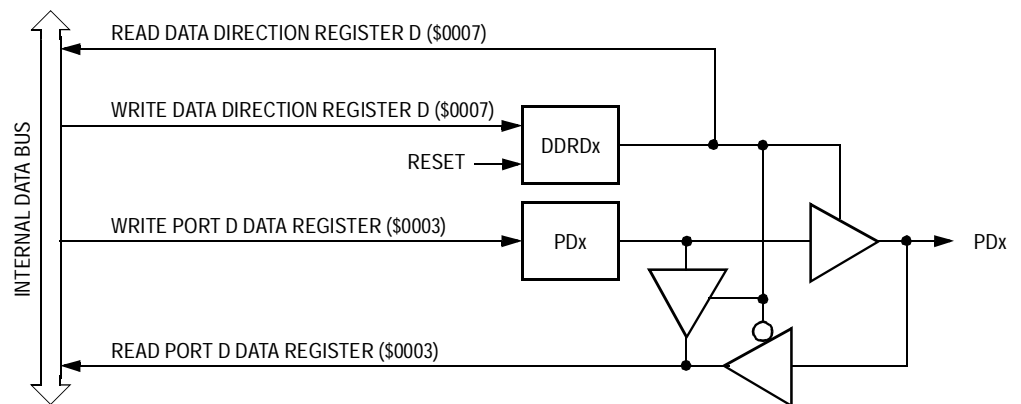 READ DATA DIRECTION REGISTER D ($0007)
WRITE DATA DIRECTION REGISTER D ($0007)
DDRDx
RESET
INTERNAL DATA BUS
WRITE PORT D DATA REGISTER ($0003)
PDx
PDx
READ PORT D DATA REGISTER ($0003)